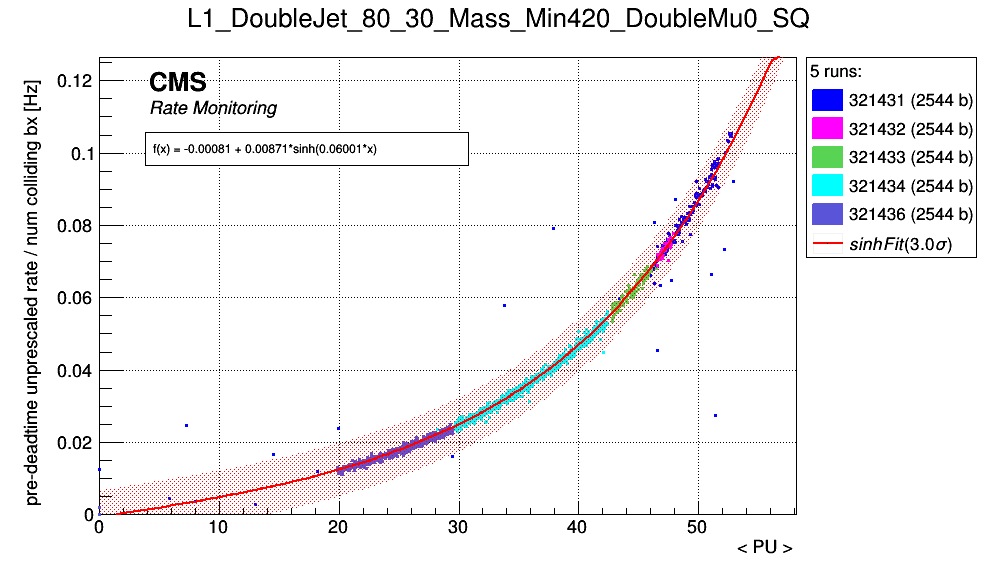 L1_DoubleJet_80_30_Mass_Min420_DoubleMu0_SQ
pre-deadtime unprescaled rate / num colliding bx [Hz]
0.12
0.1
0.08
0.06
0.04
0.02
0
CMS
Rate Monitoring
f(x) = -0.00081 + 0.00871*sinh(0.06001*x)
0 10 20 30 40 50
< PU >
5 runs:
321431 (2544 b)
321432 (2544 b)
321433 (2544 b)
321434 (2544 b)
321436 (2544 b)
sinhFit(3.0σ)